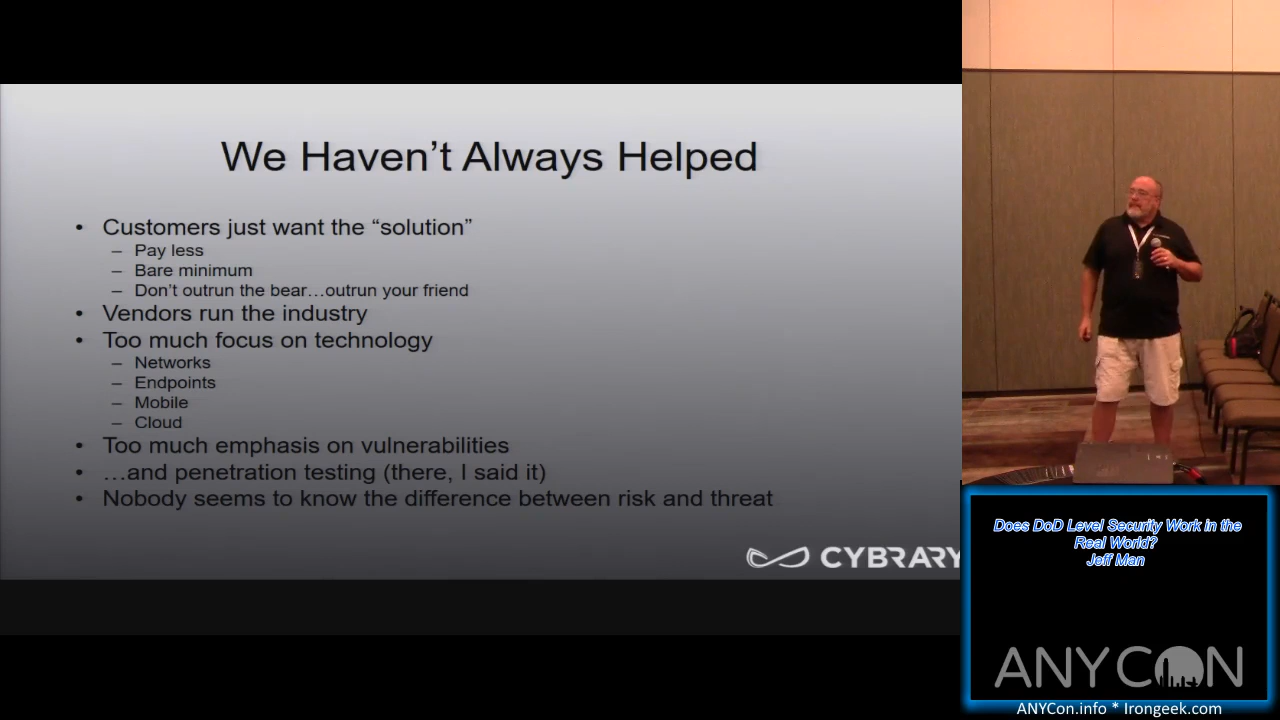 We Haven't Always Helped
• Customers just want the “solution”
– Pay less
– Bare minimum
– Don't outrun the bear…outrun your friend
• Vendors run the industry
• Too much focus on technology
– Networks
– Endpoints
– Mobile
– Cloud
• Too much emphasis on vulnerabilities
• …and penetration testing (there, I said it)
• Nobody seems to know the difference between risk and threat
CYBRARY
Does DoD Level Security Work in the
Real World?
Jeff Man
ANYCON
ANYCon.info * Irongeek.com